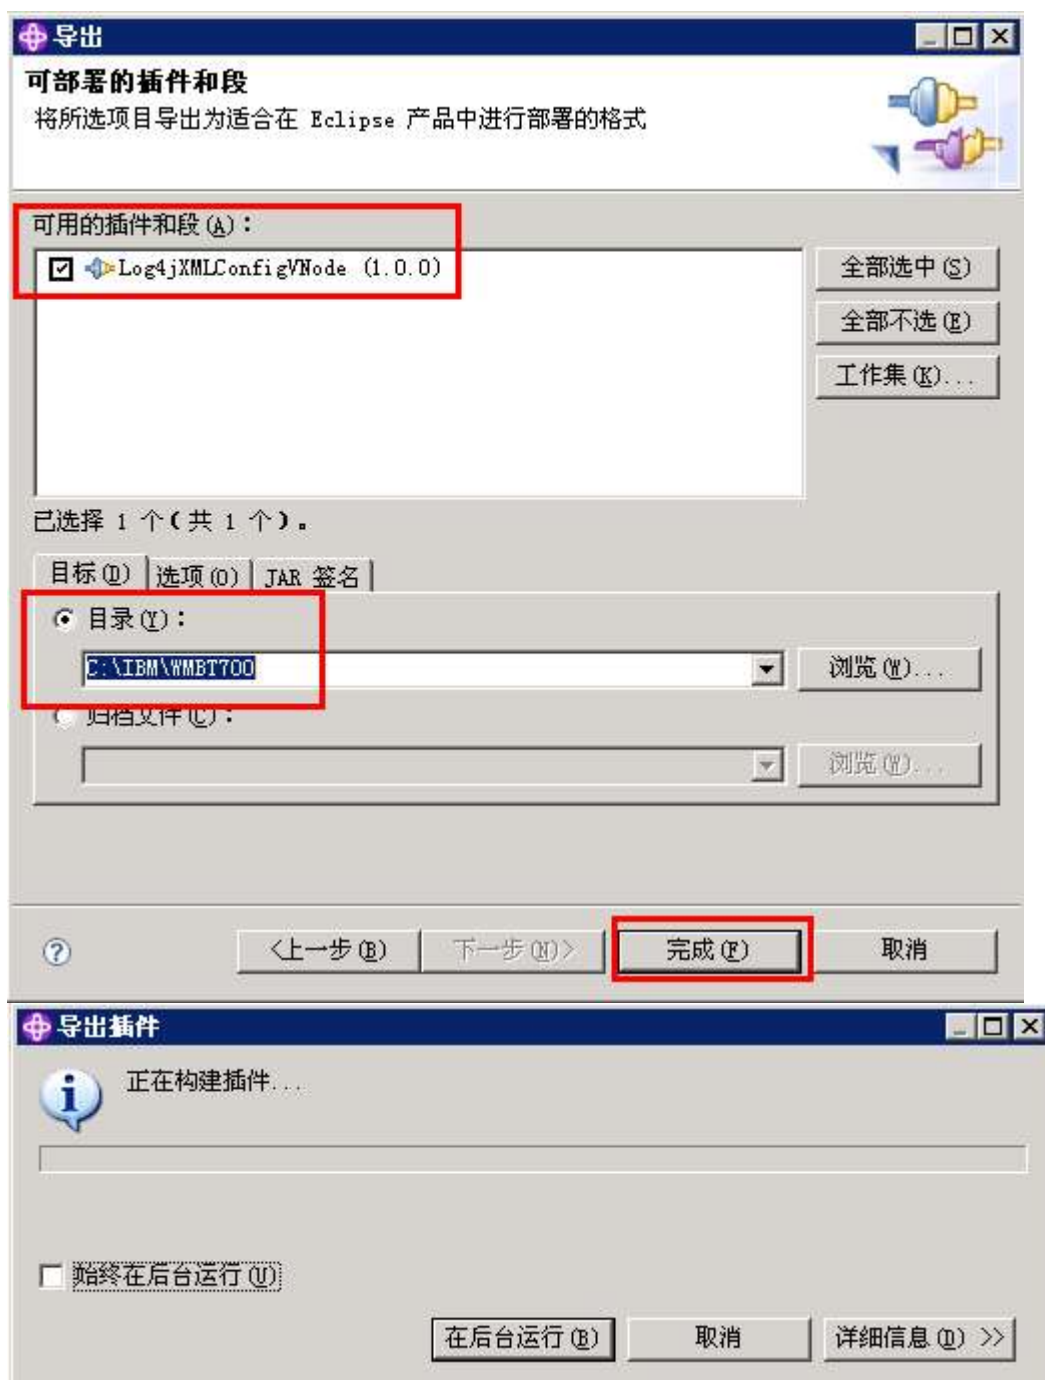 导出
可部署的插件和段
将所选项目导出为适合在 Eclipse 产品中进行部署的格式
可用的插件和段(A)：
Log4jXMLConfigVNode (1.0.0)
全部选中(S)
全部不选(E)
工作集(K)...
已选择 1 个(共 1 个)。
目标(D) 选项(O) JAR 签名
目录(Y)：
C:\IBM\WMBT700 浏览(W)...
归档文件(C)：
浏览(W)...
<上一步(B) 下一步(N)> 完成(F) 取消
导出插件
正在构建插件...
始终在后台运行(U)
在后台运行(B) 取消 详细信息(D) >>